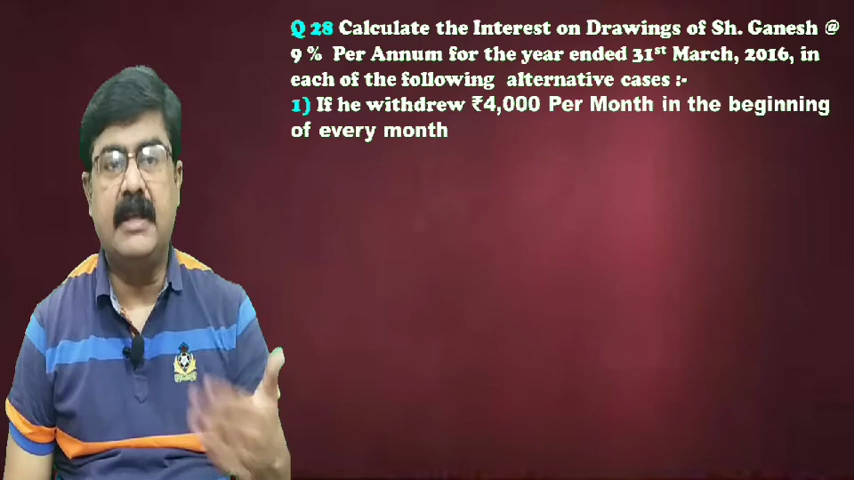 Q 28 Calculate the Interest on Drawings of Sh. Ganesh @
9 % Per Annum for the year ended 31st March, 2016, in
each of the following alternative cases :-
1) If he withdrew ₹4,000 Per Month in the beginning
of every month